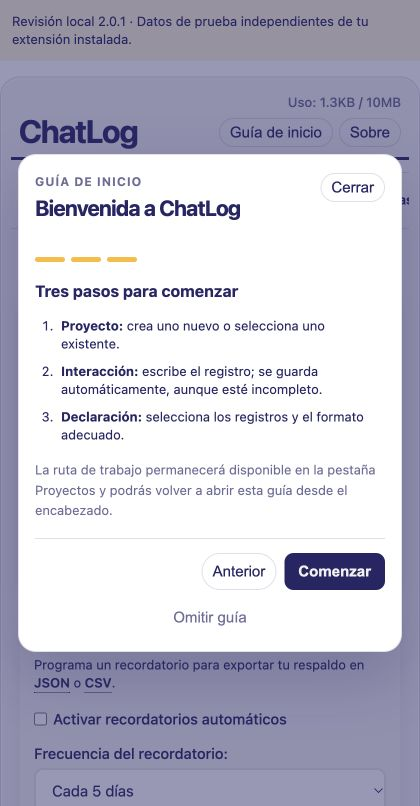 Revisión local 2.0.1 · Datos de prueba independientes de tu
extensión instalada.
Uso: 1.3KB / 10MB
ChatLog
Guía de inicio
Sobre
GUÍA DE INICIO
Cerrar
Bienvenida a ChatLog
Tres pasos para comenzar
1. Proyecto: crea uno nuevo o selecciona uno
existente.
2. Interacción: escribe el registro; se guarda
automáticamente, aunque esté incompleto.
3. Declaración: selecciona los registros y el formato
adecuado.
La ruta de trabajo permanecerá disponible en la pestaña
Proyectos y podrás volver a abrir esta guía desde el
encabezado.
Anterior
Comenzar
Omitir guía
Programa un recordatorio para exportar tu respaldo en
JSON o CSV.
Activar recordatorios automáticos
Frecuencia del recordatorio:
Cada 5 días